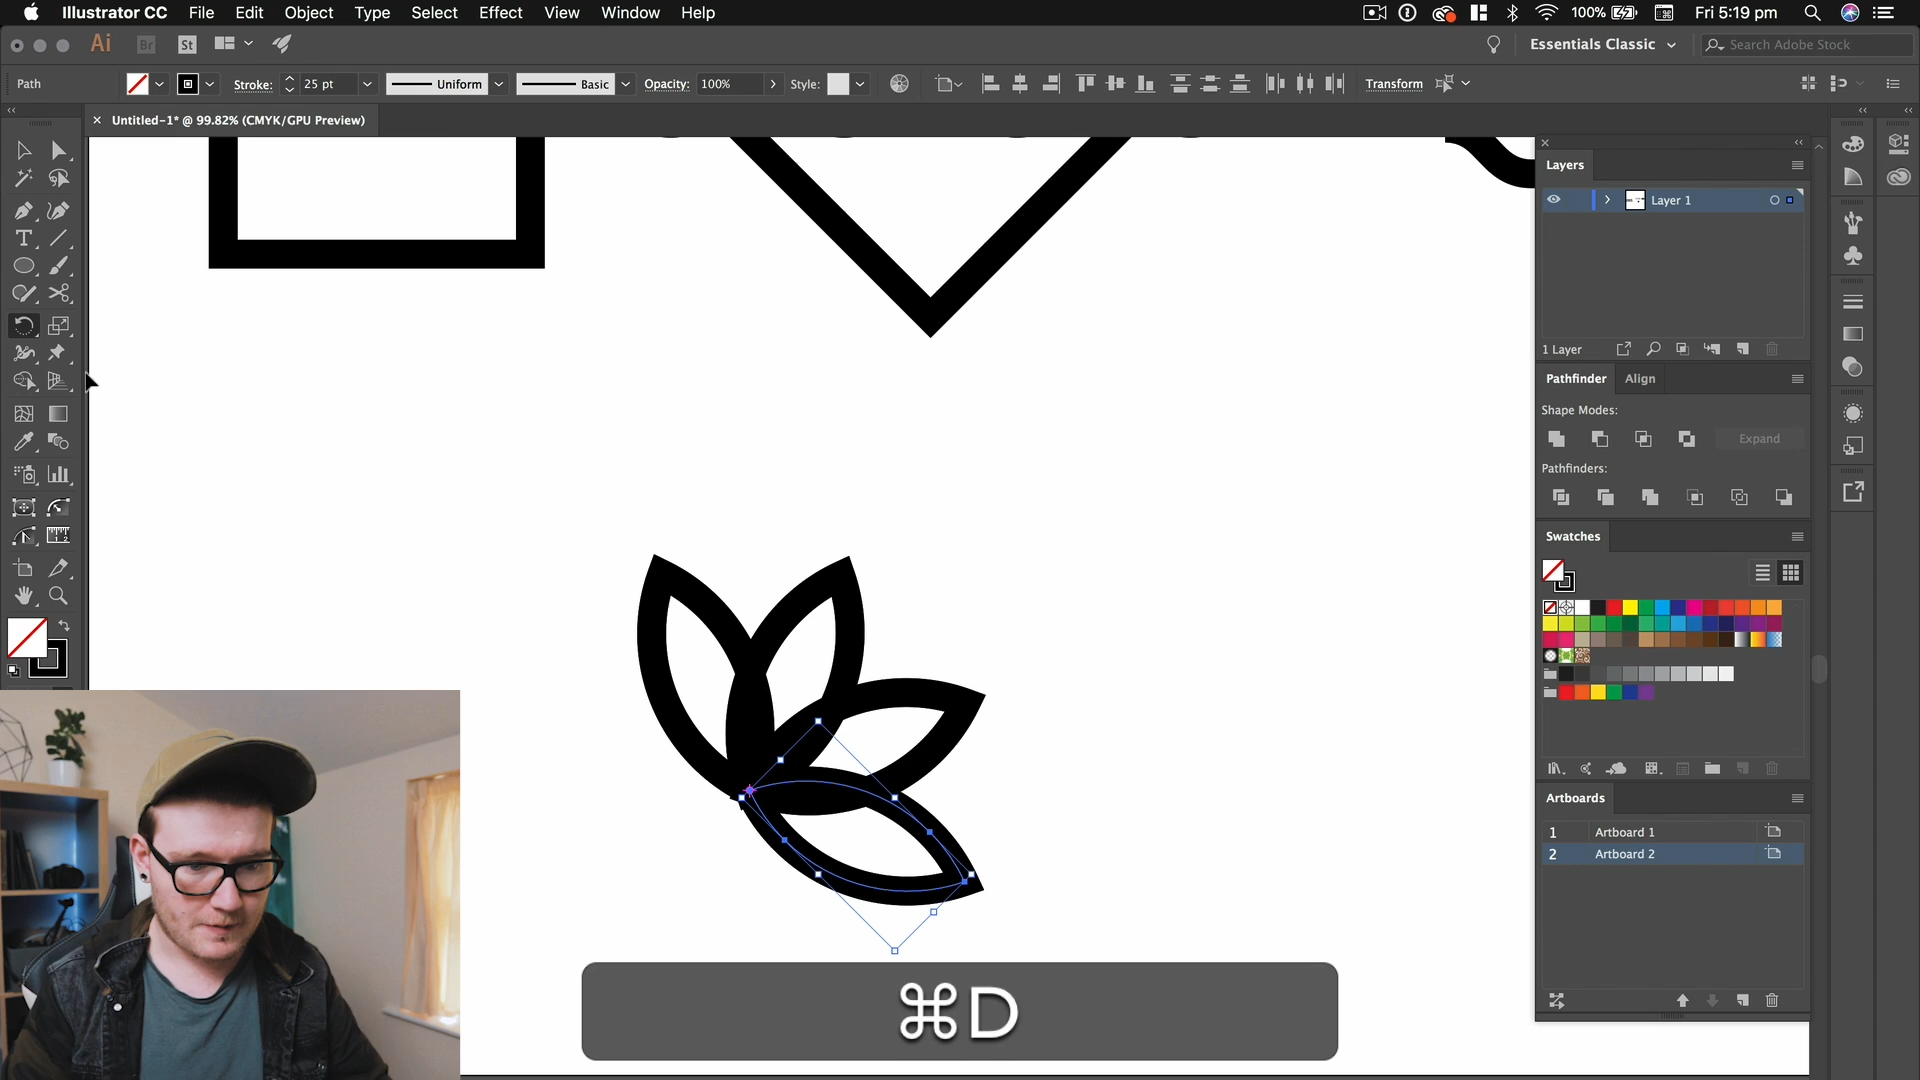 Illustrator CC File Edit Object Type Select Effect View Window Help 100% Fri 5:19 pm
Ai Br St Essentials Classic Search Adobe Stock
Path Stroke: 25 pt Uniform Basic Opacity: 100% Style: Transform
Untitled-1* @ 99.82% (CMYK/GPU Preview)
Layers
Layer 1
1 Layer
Pathfinder Align
Shape Modes:
Expand
Pathfinders:
Swatches
Artboards
1 Artboard 1
2 Artboard 2
⌘D